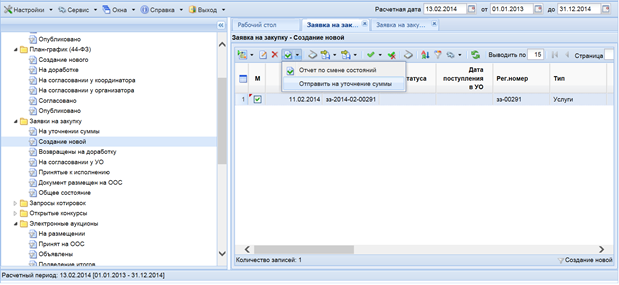 Настройки Сервис Окна Справка Выход Расчетная дата 13.02.2014 от 01.01.2013 до 31.12.2014
Опубликовано
План-график (44-ФЗ)
Создание нового
На доработке
На согласовании у координатора
На согласовании у организатора
Согласовано
Опубликовано
Заявки на закупку
На уточнении суммы
Создание новой
Возвращены на доработку
На согласовании у УО
Принятые к исполнению
Документ размещен на ООС
Общее состояние
Запросы котировок
Открытые конкурсы
Электронные аукционы
На размещении
Принят на ООС
Объявлены
Подведение итогов
Рабочий стол Заявка на зак... Заявка на заку...
Заявка на закупку - Создание новой
Выводить по 15 Страница
Отчет по смене состояний
Отправить на уточнение суммы
М татуса Дата поступления в УО Рег.номер Тип
1 11.02.2014 зз-2014-02-00291 зз-00291 Услуги
Количество записей: 1 Создание новой
Расчетный период: 13.02.2014 [01.01.2013 - 31.12.2014]